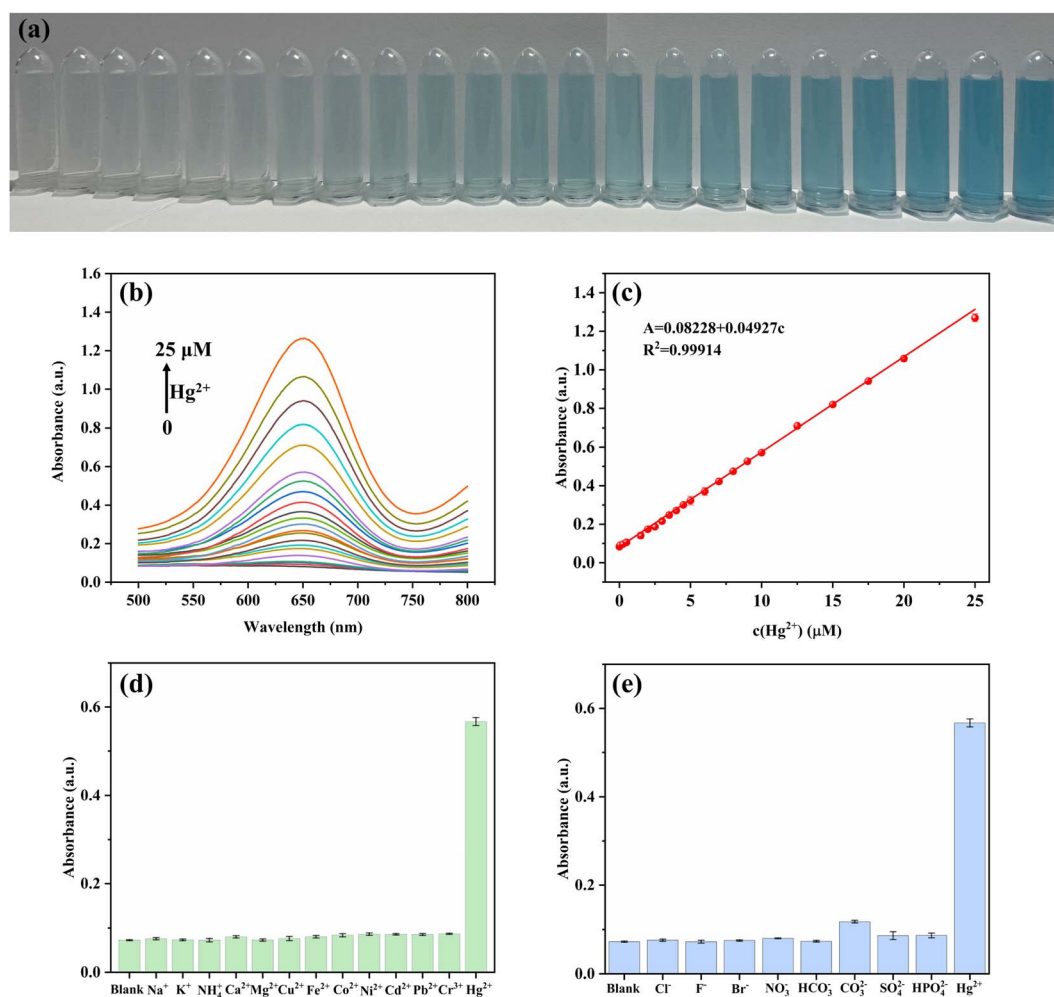 (a)
(b)
1.6
1.4
1.2
1.0
0.8
0.6
0.4
0.2
0.0
Absorbance (a.u.)
25 μM
Hg²⁺
0
500 550 600 650 700 750 800
Wavelength (nm)
(c)
1.4
1.2
1.0
0.8
0.6
0.4
0.2
0.0
Absorbance (a.u.)
A=0.08228+0.04927c
R²=0.99914
0 5 10 15 20 25
c(Hg²⁺) (μM)
(d)
0.6
0.4
0.2
0.0
Absorbance (a.u.)
Blank Na⁺ K⁺ NH₄⁺ Ca²⁺ Mg²⁺ Cu²⁺ Fe²⁺ Co²⁺ Ni²⁺ Cd²⁺ Pb²⁺ Cr³⁺ Hg²⁺
(e)
0.6
0.4
0.2
0.0
Absorbance (a.u.)
Blank Cl⁻ F⁻ Br⁻ NO₃⁻ HCO₃⁻ CO₃²⁻ SO₄²⁻ HPO₄²⁻ Hg²⁺